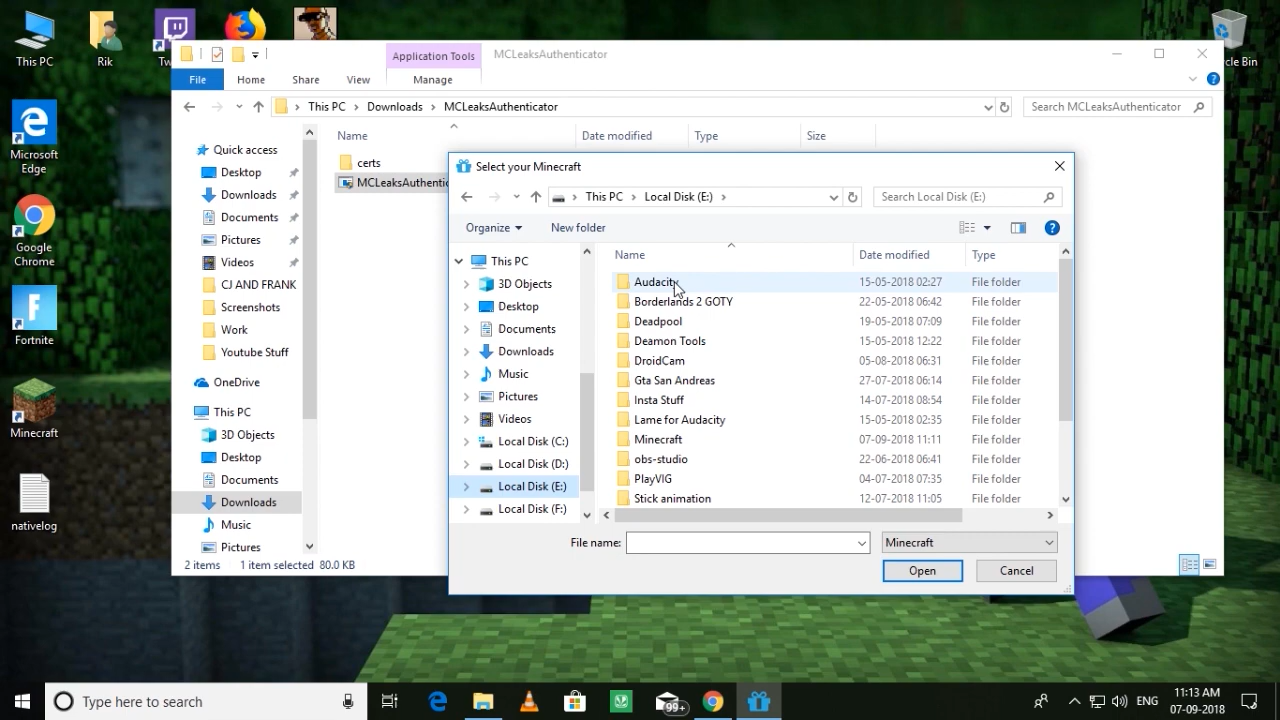 This PC
Rik
Tw
cycle Bin
Microsoft
Edge
Google
Chrome
Fortnite
Minecraft
nativelog
Application Tools
MCLeaksAuthenticator
File
Home
Share
View
Manage
This PC > Downloads > MCLeaksAuthenticator
Search MCLeaksAuthenticator
Name
Date modified
Type
Size
certs
MCLeaksAuthentic
Quick access
Desktop
Downloads
Documents
Pictures
Videos
CJ AND FRANK
Screenshots
Work
Youtube Stuff
OneDrive
This PC
3D Objects
Desktop
Documents
Downloads
Music
Pictures
2 items
1 item selected 80.0 KB
Select your Minecraft
This PC > Local Disk (E:) >
Search Local Disk (E:)
Organize
New folder
This PC
3D Objects
Desktop
Documents
Downloads
Music
Pictures
Videos
Local Disk (C:)
Local Disk (D:)
Local Disk (E:)
Local Disk (F:)
Name Date modified Type
Audacity 15-05-2018 02:27 File folder
Borderlands 2 GOTY 22-05-2018 06:42 File folder
Deadpool 19-05-2018 07:09 File folder
Deamon Tools 15-05-2018 12:22 File folder
DroidCam 05-08-2018 06:31 File folder
Gta San Andreas 27-07-2018 06:14 File folder
Insta Stuff 14-07-2018 08:54 File folder
Lame for Audacity 15-05-2018 02:35 File folder
Minecraft 07-09-2018 11:11 File folder
obs-studio 22-06-2018 06:41 File folder
PlayVIG 04-07-2018 07:35 File folder
Stick animation 12-07-2018 11:05 File folder
File name:
Minecraft
Open
Cancel
Type here to search
99+
ENG
11:13 AM
07-09-2018